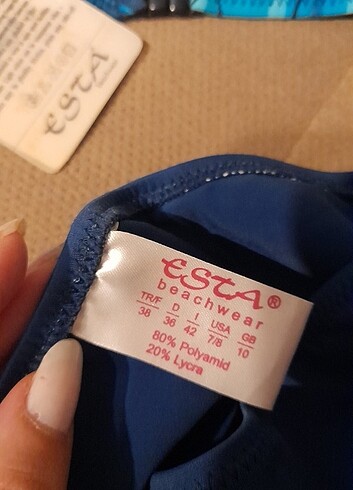 ESTA
ESTA®
beachwear
TR/F D I USA GB
38 36 42 7/8 10
80% Polyamid
20% Lycra